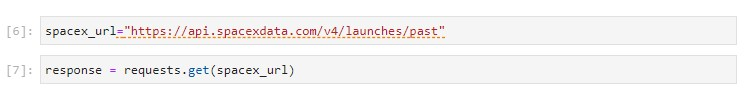 [6]: spacex_url="https://api.spacexdata.com/v4/launches/past"
[7]: response = requests.get(spacex_url)